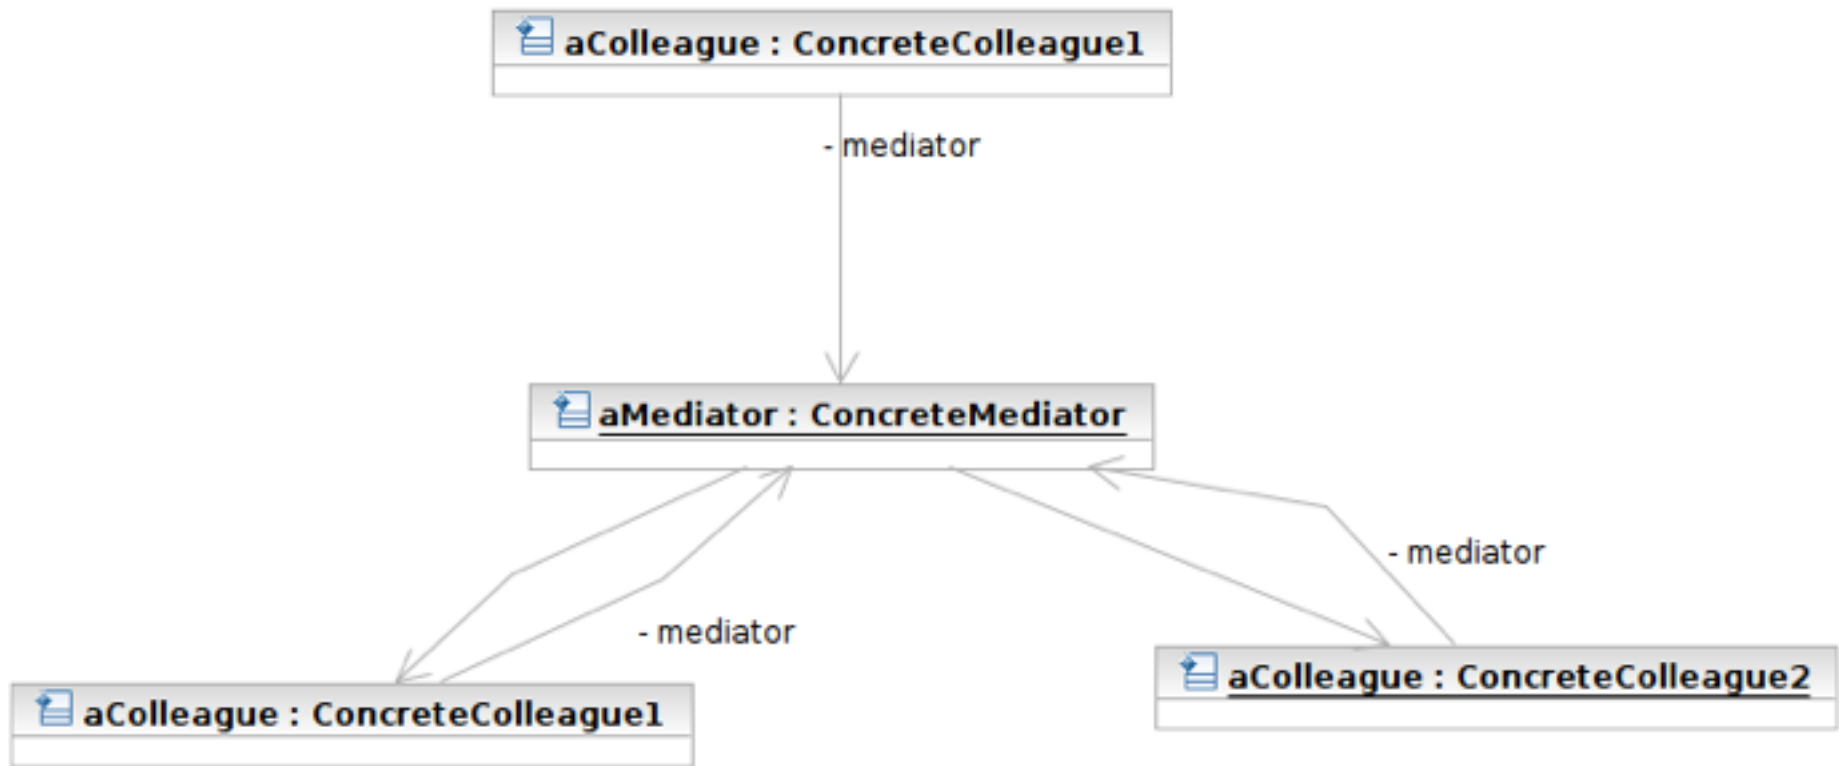 aColleague : ConcreteColleague1
- mediator
aMediator : ConcreteMediator
- mediator
- mediator
aColleague : ConcreteColleague2
aColleague : ConcreteColleague1